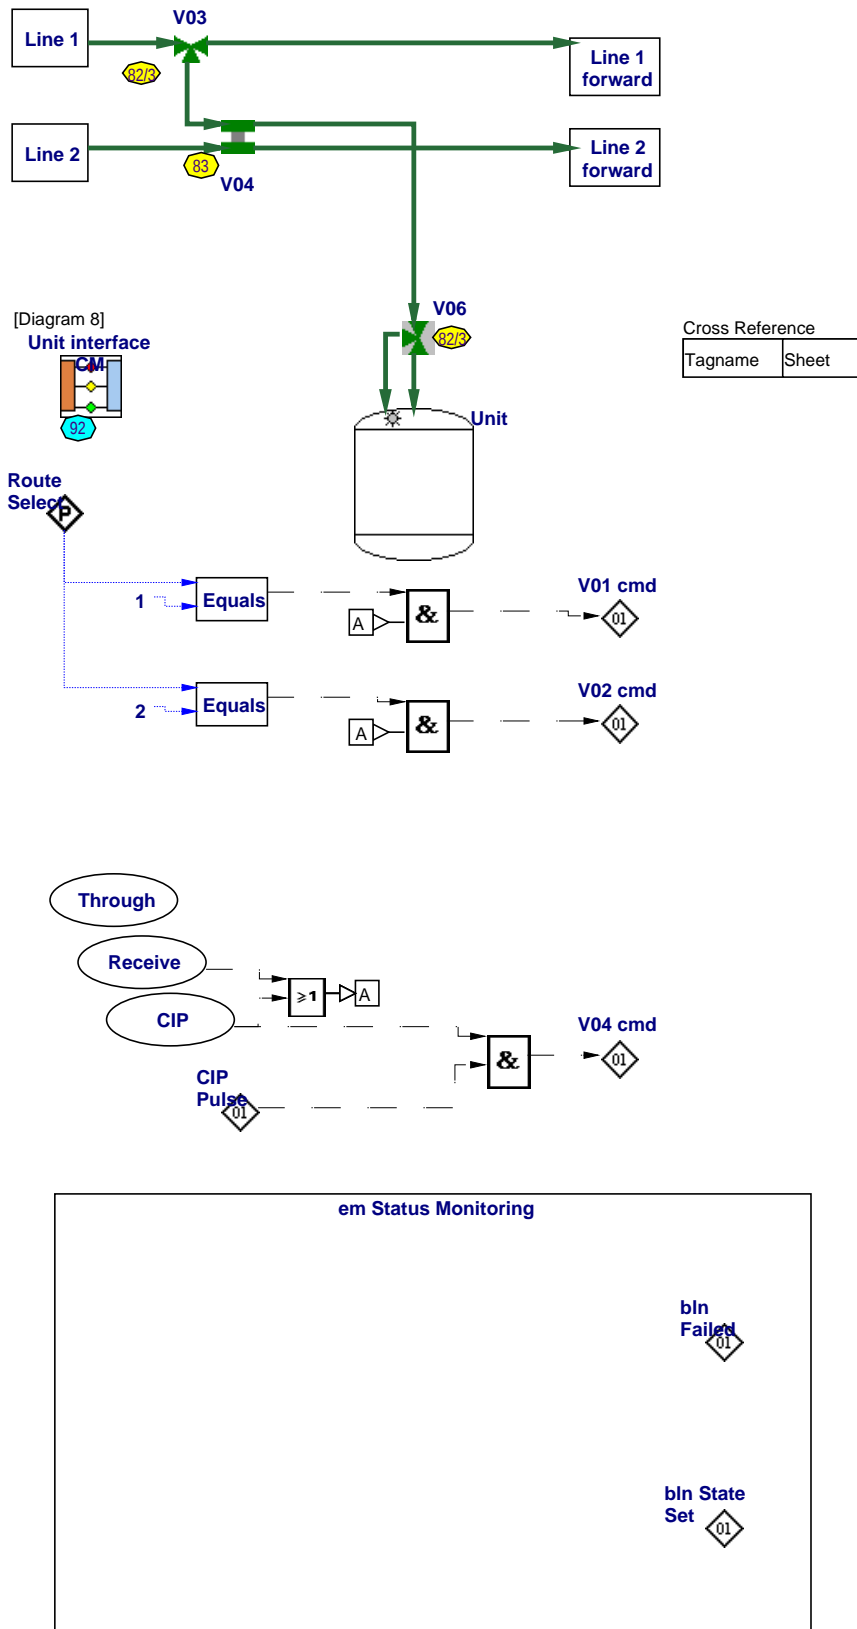 V03
Line 1
Line 1
forward
82/3
Line 2
83
V04
Line 2
forward
[Diagram 8]
Unit interface
CM
92
V06
82/3
Cross Reference
Tagname Sheet
Unit
Route
Select
P
1
Equals
A
&
V01 cmd
01
2
Equals
A
&
V02 cmd
01
Through
Receive
≥1
A
CIP
&
V04 cmd
01
CIP
Pulse
01
em Status Monitoring
bln
Failed
01
bln State
Set
01